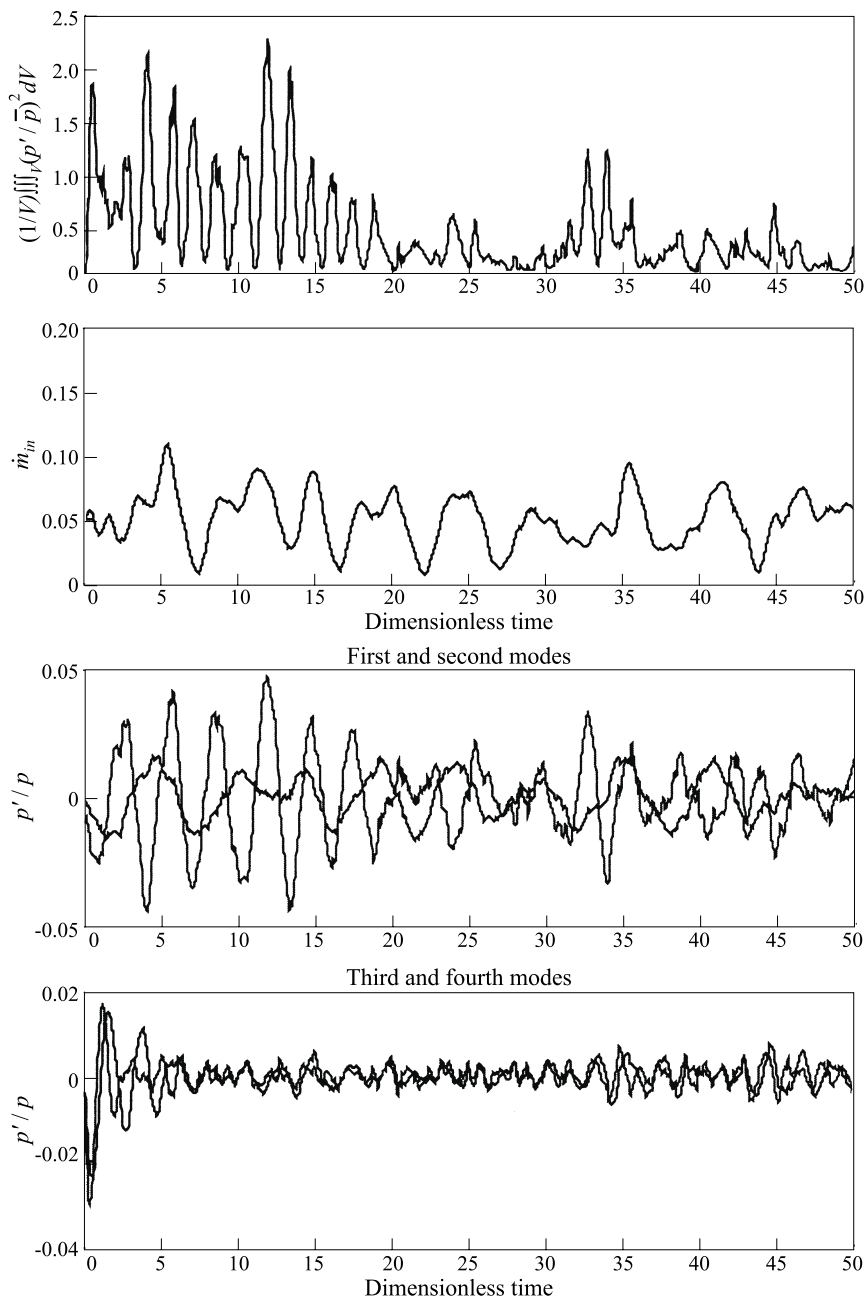 2.5
2.0
1.5
1.0
0.5
0
(1/V)∭_V(p′/p̅)²dV
0 5 10 15 20 25 30 35 40 45 50
0.20
0.15
0.10
0.05
0
ṁ_in
0 5 10 15 20 25 30 35 40 45 50
Dimensionless time
First and second modes
0.05
0
-0.05
p′/p
0 5 10 15 20 25 30 35 40 45 50
Third and fourth modes
0.02
0
-0.02
-0.04
p′/p
0 5 10 15 20 25 30 35 40 45 50
Dimensionless time